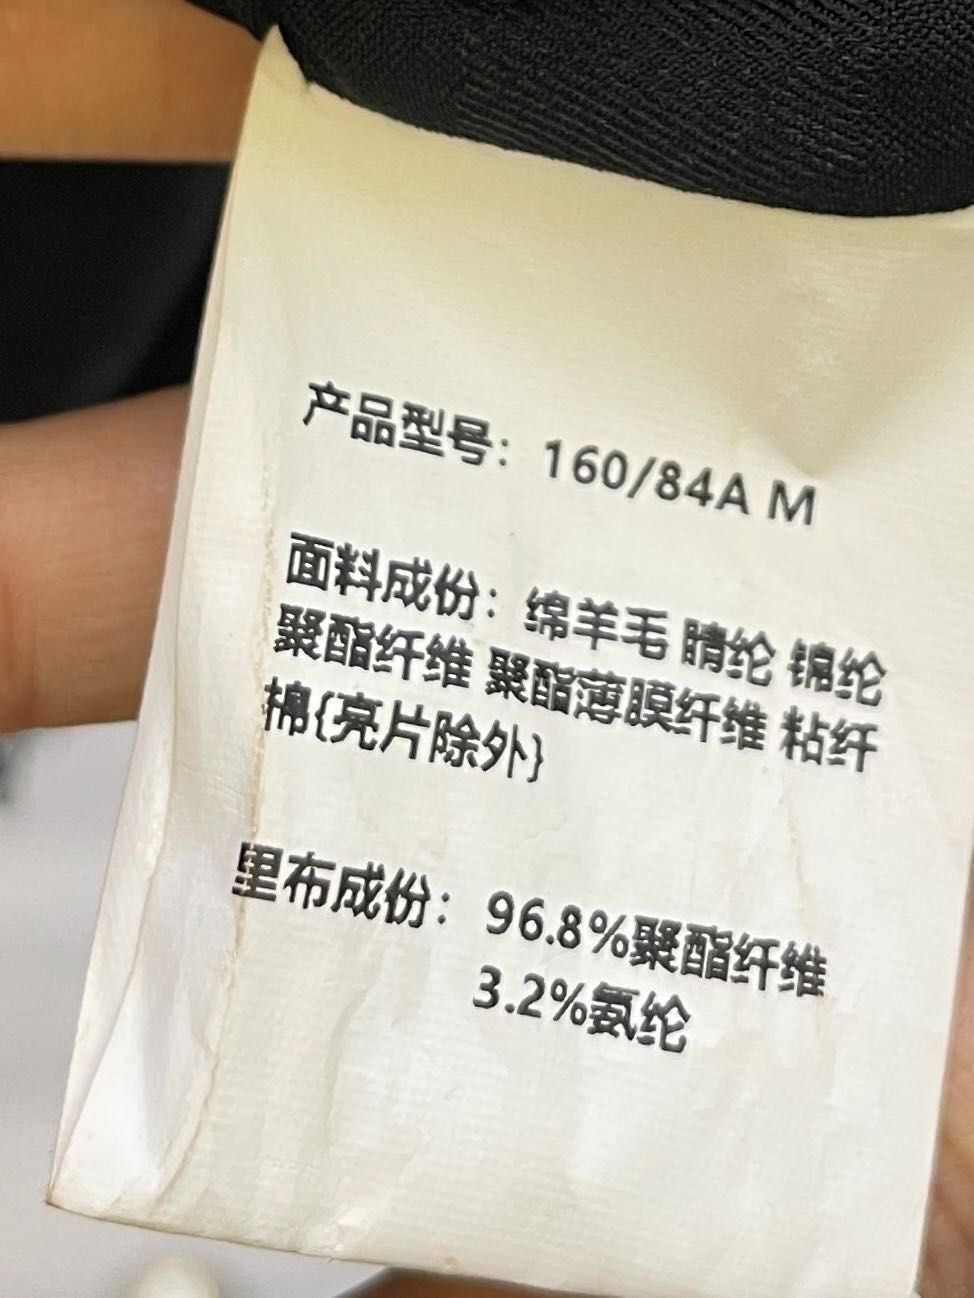 产品型号：160/84A M
面料成份：绵羊毛 睛纶 锦纶
聚酯纤维 聚酯薄膜纤维 粘纤
棉{亮片除外}
里布成份：96.8%聚酯纤维
3.2%氨纶